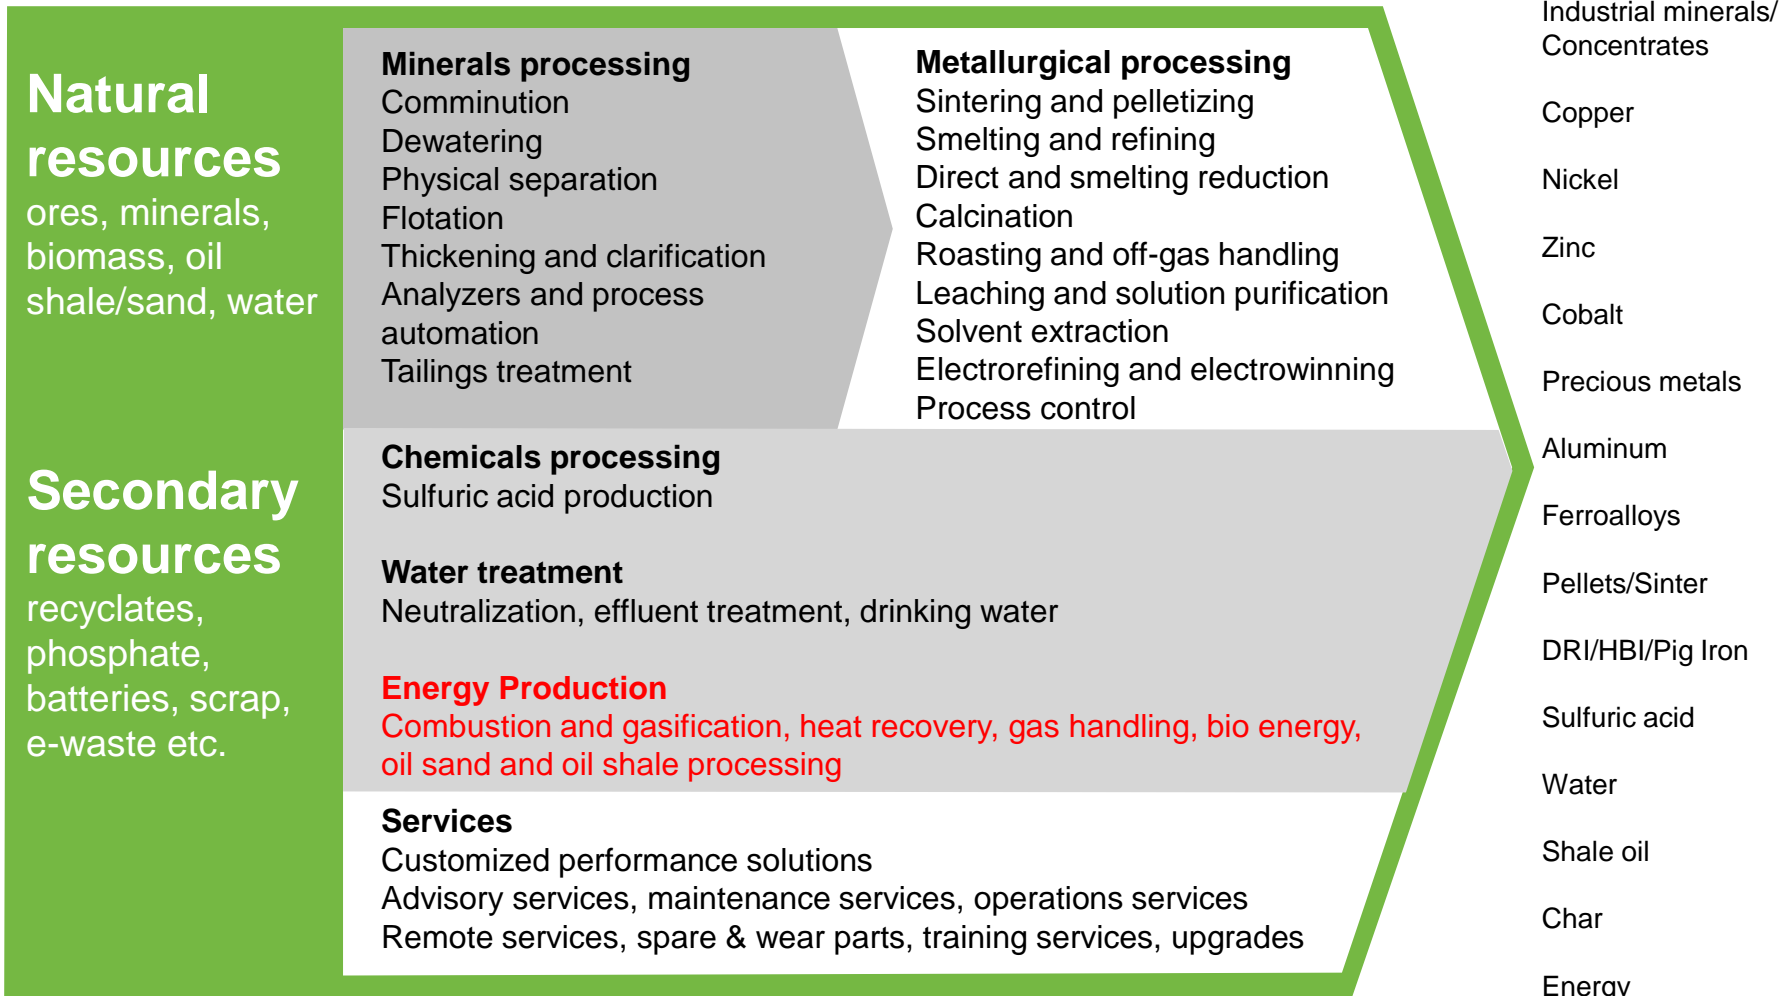 Natural
resources
ores, minerals,
biomass, oil
shale/sand, water
Secondary
resources
recyclates,
phosphate,
batteries, scrap,
e-waste etc.
Minerals processing
Comminution
Dewatering
Physical separation
Flotation
Thickening and clarification
Analyzers and process
automation
Tailings treatment
Metallurgical processing
Sintering and pelletizing
Smelting and refining
Direct and smelting reduction
Calcination
Roasting and off-gas handling
Leaching and solution purification
Solvent extraction
Electrorefining and electrowinning
Process control
Chemicals processing
Sulfuric acid production
Water treatment
Neutralization, effluent treatment, drinking water
Energy Production
Combustion and gasification, heat recovery, gas handling, bio energy,
oil sand and oil shale processing
Services
Customized performance solutions
Advisory services, maintenance services, operations services
Remote services, spare & wear parts, training services, upgrades
Industrial minerals/
Concentrates
Copper
Nickel
Zinc
Cobalt
Precious metals
Aluminum
Ferroalloys
Pellets/Sinter
DRI/HBI/Pig Iron
Sulfuric acid
Water
Shale oil
Char
Energy